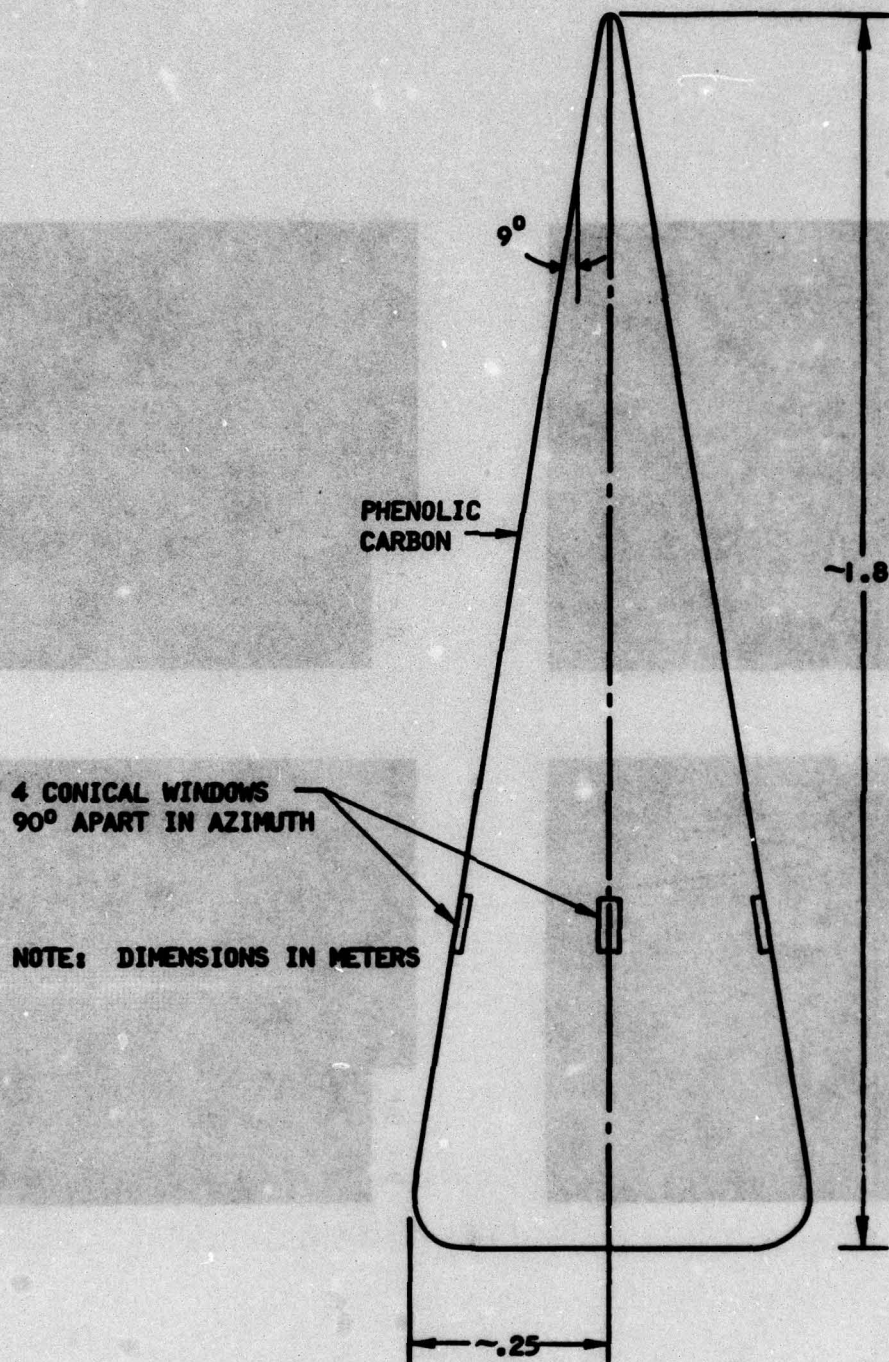 9°
PHENOLIC
CARBON
~1.8
4 CONICAL WINDOWS
90° APART IN AZIMUTH
NOTE: DIMENSIONS IN METERS
~.25